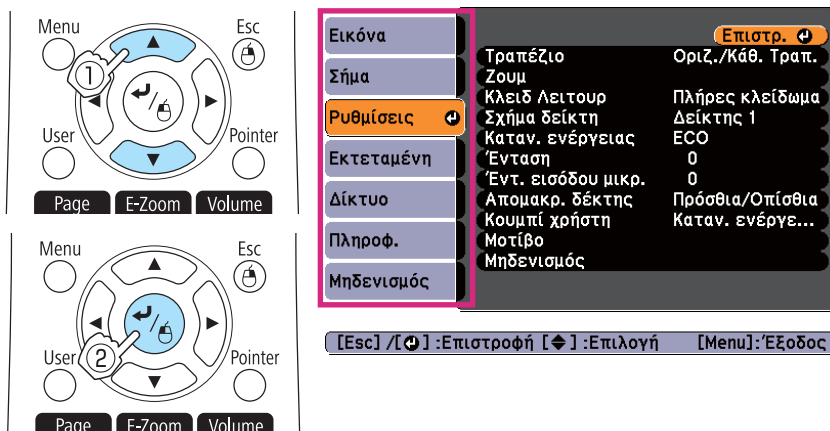 Menu Esc
1
User Pointer
Page E-Zoom Volume
Menu Esc
2
User Pointer
Page E-Zoom Volume
Εικόνα
Σήμα
Ρυθμίσεις
Εκτεταμένη
Δίκτυο
Πληροφ.
Μηδενισμός
Επιστρ.
Τραπέζιο Οριζ./Κάθ. Τραπ.
Ζουμ
Κλειδ Λειτουρ Πλήρες κλείδωμα
Σχήμα δείκτη Δείκτης 1
Καταν. ενέργειας ECO
Ένταση 0
Έντ. εισόδου μικρ. 0
Απομακρ. δέκτης Πρόσθια/Οπίσθια
Κουμπί χρήστη Καταν. ενέργε...
Μοτίβο
Μηδενισμός
[Esc] /[ ] :Επιστροφή [ ] :Επιλογή [Menu]:Έξοδος